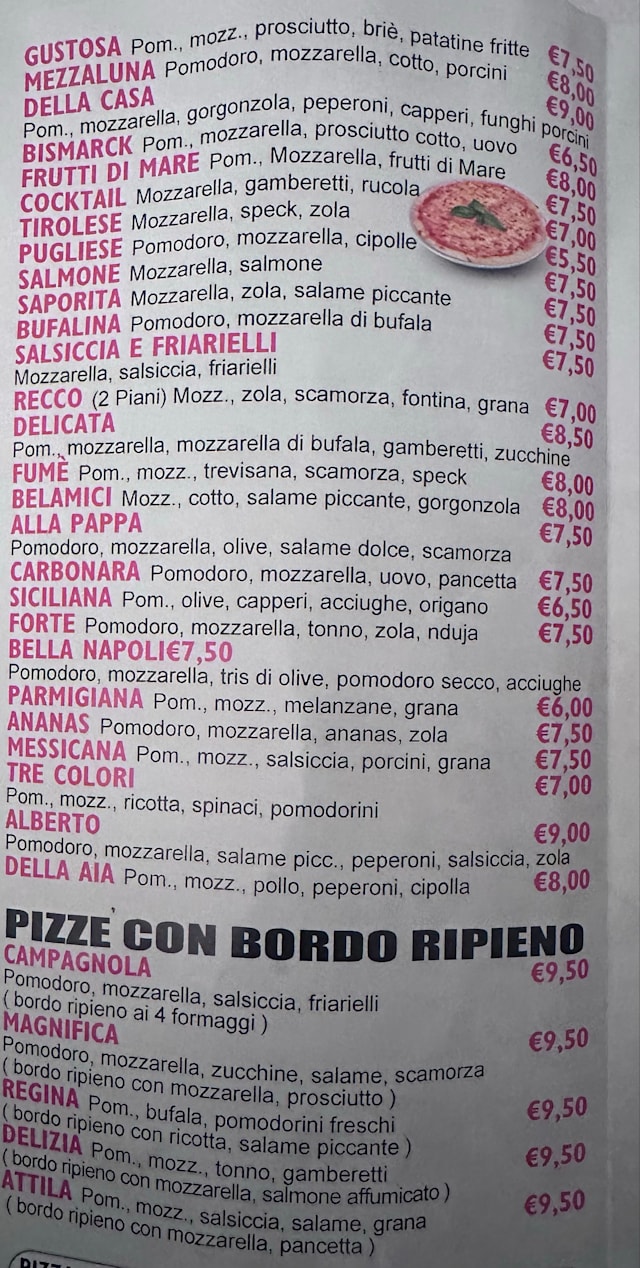 GUSTOSA Pom., mozz., prosciutto, briè, patatine fritte €7,50
MEZZALUNA Pomodoro, mozzarella, cotto, porcini €8,00
DELLA CASA €9,00
Pom., mozzarella, gorgonzola, peperoni, capperi, funghi porcini
BISMARCK Pom., mozzarella, prosciutto cotto, uovo €6,50
FRUTTI DI MARE Pom., Mozzarella, frutti di Mare €8,00
COCKTAIL Mozzarella, gamberetti, rucola €7,50
TIROLESE Mozzarella, speck, zola €7,00
PUGLIESE Pomodoro, mozzarella, cipolle €5,50
SALMONE Mozzarella, salmone €7,50
SAPORITA Mozzarella, zola, salame piccante €7,50
BUFALINA Pomodoro, mozzarella di bufala €7,50
SALSICCIA E FRIARIELLI €7,50
Mozzarella, salsiccia, friarielli
RECCO (2 Piani) Mozz., zola, scamorza, fontina, grana €7,00
DELICATA €8,50
Pom., mozzarella, mozzarella di bufala, gamberetti, zucchine
FUMÈ Pom., mozz., trevisana, scamorza, speck €8,00
BELAMICI Mozz., cotto, salame piccante, gorgonzola €8,00
ALLA PAPPA €7,50
Pomodoro, mozzarella, olive, salame dolce, scamorza
CARBONARA Pomodoro, mozzarella, uovo, pancetta €7,50
SICILIANA Pom., olive, capperi, acciughe, origano €6,50
FORTE Pomodoro, mozzarella, tonno, zola, nduja €7,50
BELLA NAPOLI€7,50
Pomodoro, mozzarella, tris di olive, pomodoro secco, acciughe
PARMIGIANA Pom., mozz., melanzane, grana €6,00
ANANAS Pomodoro, mozzarella, ananas, zola €7,50
MESSICANA Pom., mozz., salsiccia, porcini, grana €7,50
TRE COLORI €7,00
Pom., mozz., ricotta, spinaci, pomodorini
ALBERTO €9,00
Pomodoro, mozzarella, salame picc., peperoni, salsiccia, zola
DELLA AIA Pom., mozz., pollo, peperoni, cipolla €8,00
PIZZE' CON BORDO RIPIENO
CAMPAGNOLA €9,50
Pomodoro, mozzarella, salsiccia, friarielli
( bordo ripieno ai 4 formaggi )
MAGNIFICA €9,50
Pomodoro, mozzarella, zucchine, salame, scamorza
( bordo ripieno con mozzarella, prosciutto )
REGINA Pom., bufala, pomodorini freschi €9,50
( bordo ripieno con ricotta, salame piccante )
DELIZIA Pom., mozz., tonno, gamberetti €9,50
( bordo ripieno con mozzarella, salmone affumicato )
ATTILA Pom., mozz., salsiccia, salame, grana €9,50
( bordo ripieno con mozzarella, pancetta )